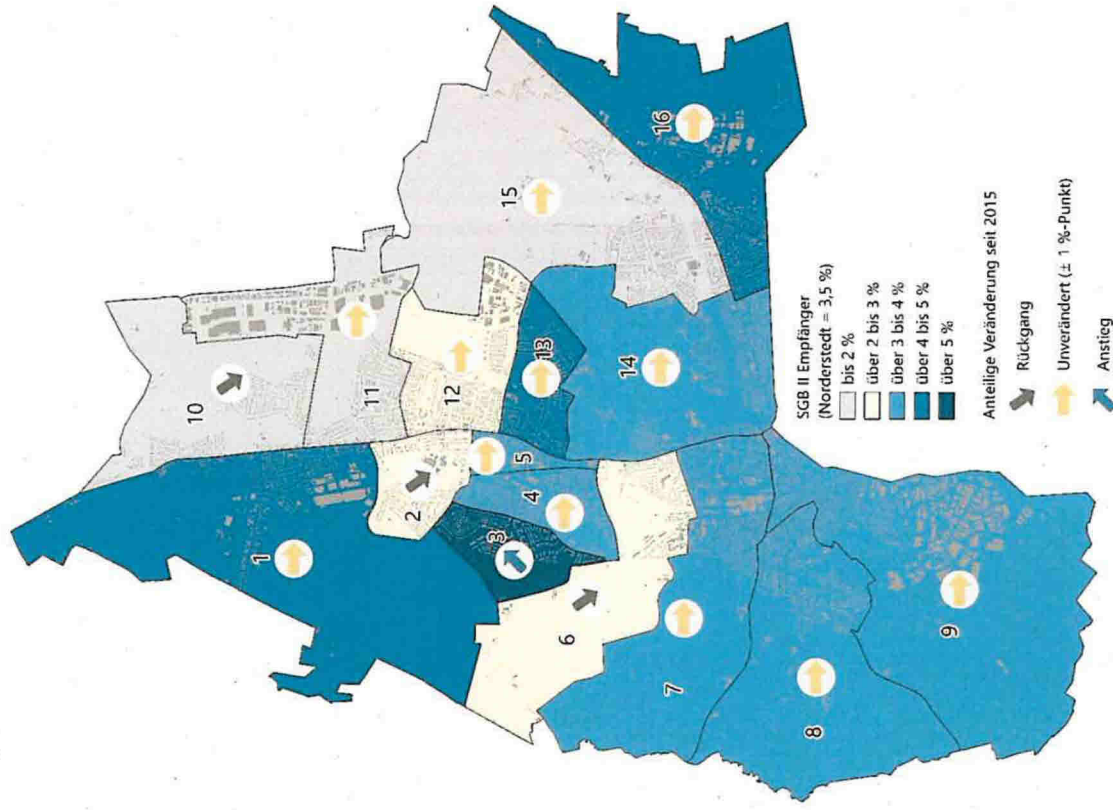 1
2
3
4
5
6
7
8
9
10
11
12
13
14
15
16
SGB II Empfänger
(Norderstedt = 3,5 %)
bis 2 %
über 2 bis 3 %
über 3 bis 4 %
über 4 bis 5 %
über 5 %
Anteilige Veränderung seit 2015
Rückgang
Unverändert (± 1 %-Punkt)
Anstieg